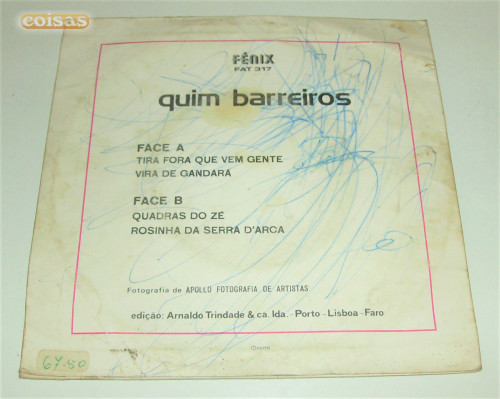 coisas
FÉNIX
FAT 317
quim barreiros
FACE A
TIRA FORA QUE VEM GENTE
VIRA DE GANDARA
FACE B
QUADRAS DO ZÉ
ROSINHA DA SERRA D'ARCA
Fotografia de APOLLO FOTOGRAFIA DE ARTISTAS
edição: Arnaldo Trindade & ca. lda. - Porto - Lisboa - Faro
67.50